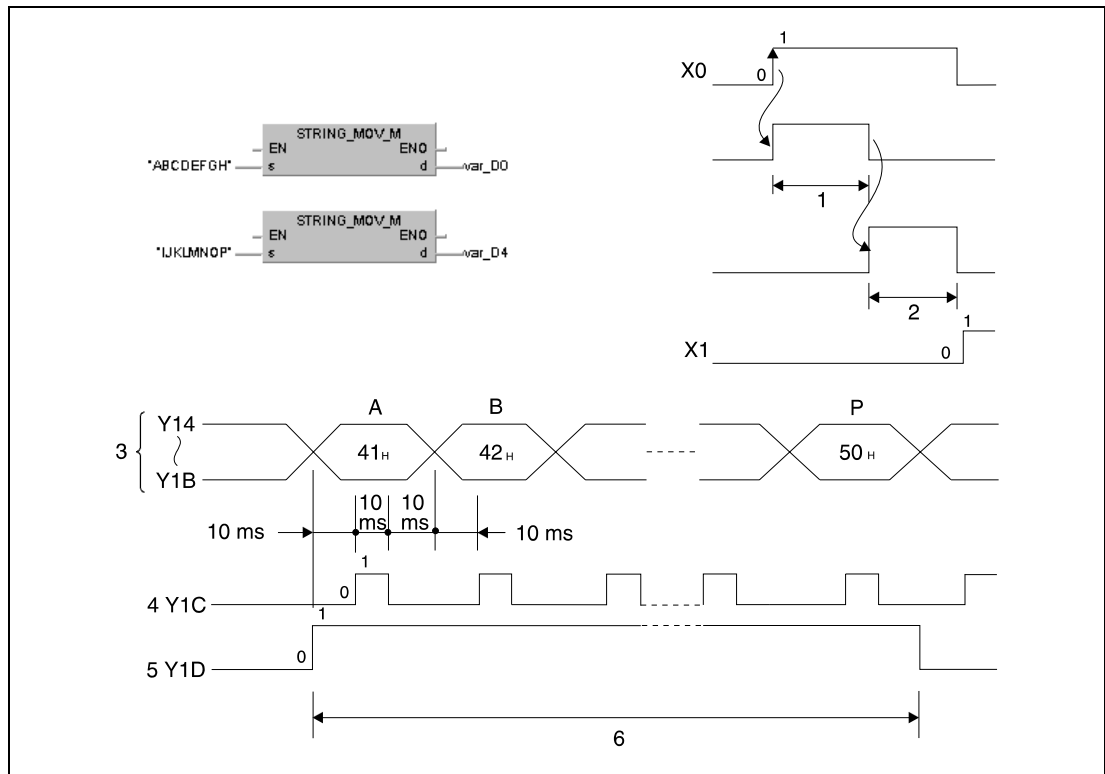 STRING_MOV_M
EN ENO
"ABCDEFGH" s d var_D0
STRING_MOV_M
EN ENO
"IJKLMNOP" s d var_D4
X0 0 1
1
2
X1 0 1
A B P
3 Y14
Y1B
41H 42H 50H
10 ms 10 ms 10 ms 10 ms
4 Y1C 0 1
5 Y1D 0 1
6